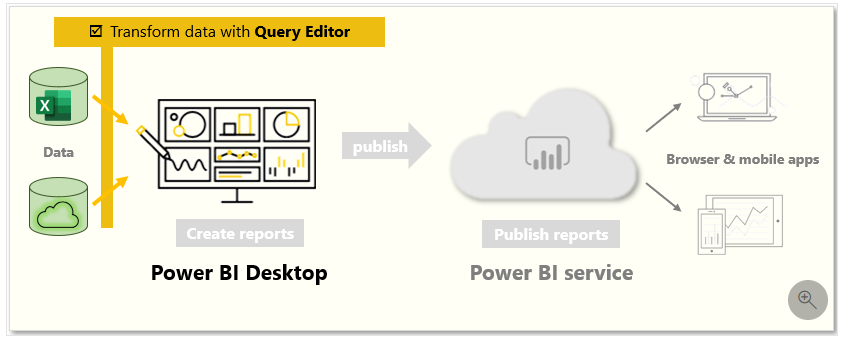 ☑ Transform data with Query Editor
X
Data
publish
Browser & mobile apps
Create reports
Publish reports
Power BI Desktop
Power BI service